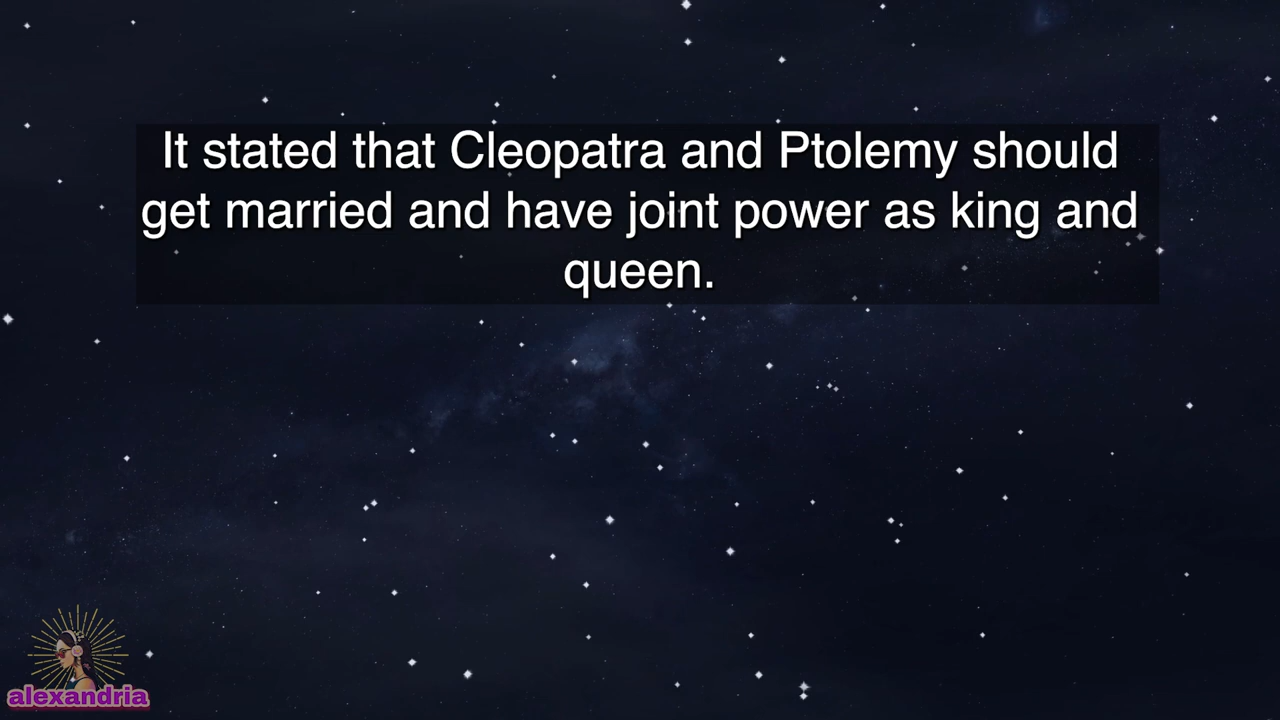 It stated that Cleopatra and Ptolemy should
get married and have joint power as king and
queen.
alexandria